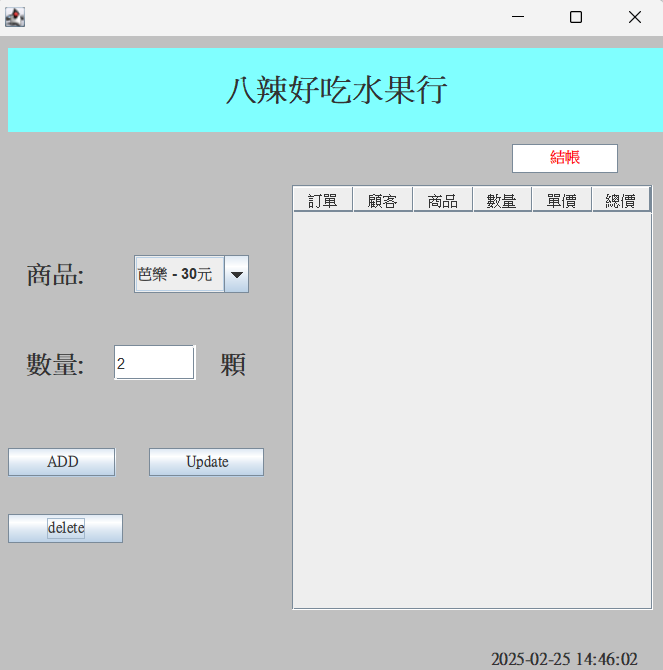 八辣好吃水果行
結帳
訂單 顧客 商品 數量 單價 總價
商品: 芭樂 - 30元
數量: 2 顆
ADD Update
delete
2025-02-25 14:46:02